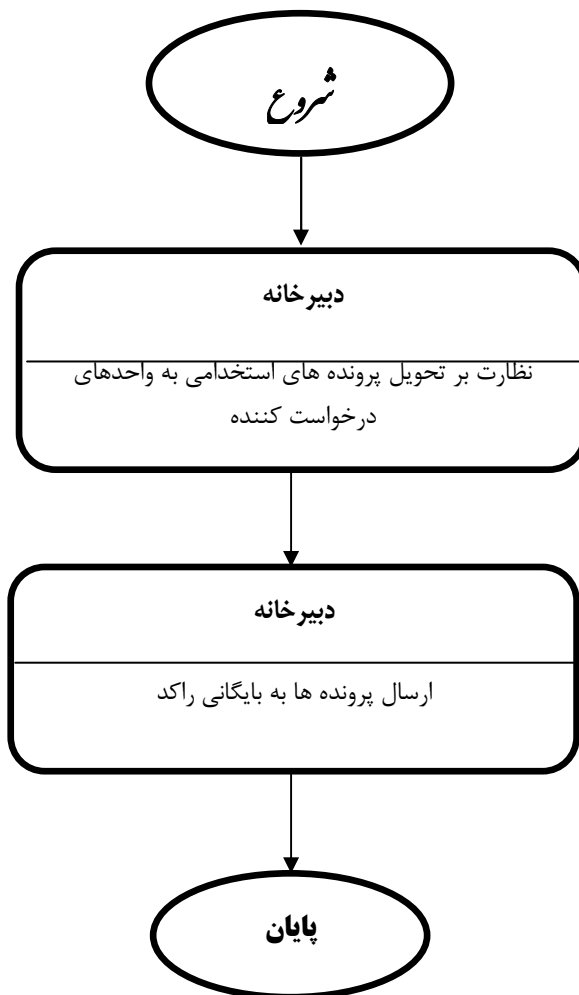 شروع
دبیرخانه
نظارت بر تحویل پرونده های استخدامی به واحدهای
درخواست کننده
دبیرخانه
ارسال پرونده ها به بایگانی راکد
پایان